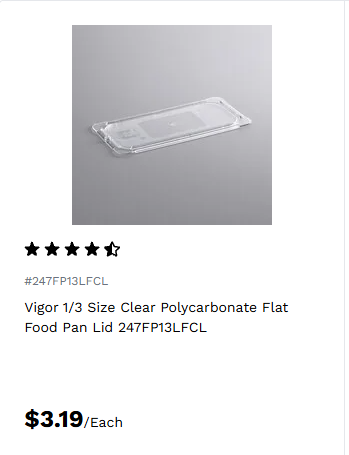 #247FP13LFCL
Vigor 1/3 Size Clear Polycarbonate Flat
Food Pan Lid 247FP13LFCL
$3.19/Each